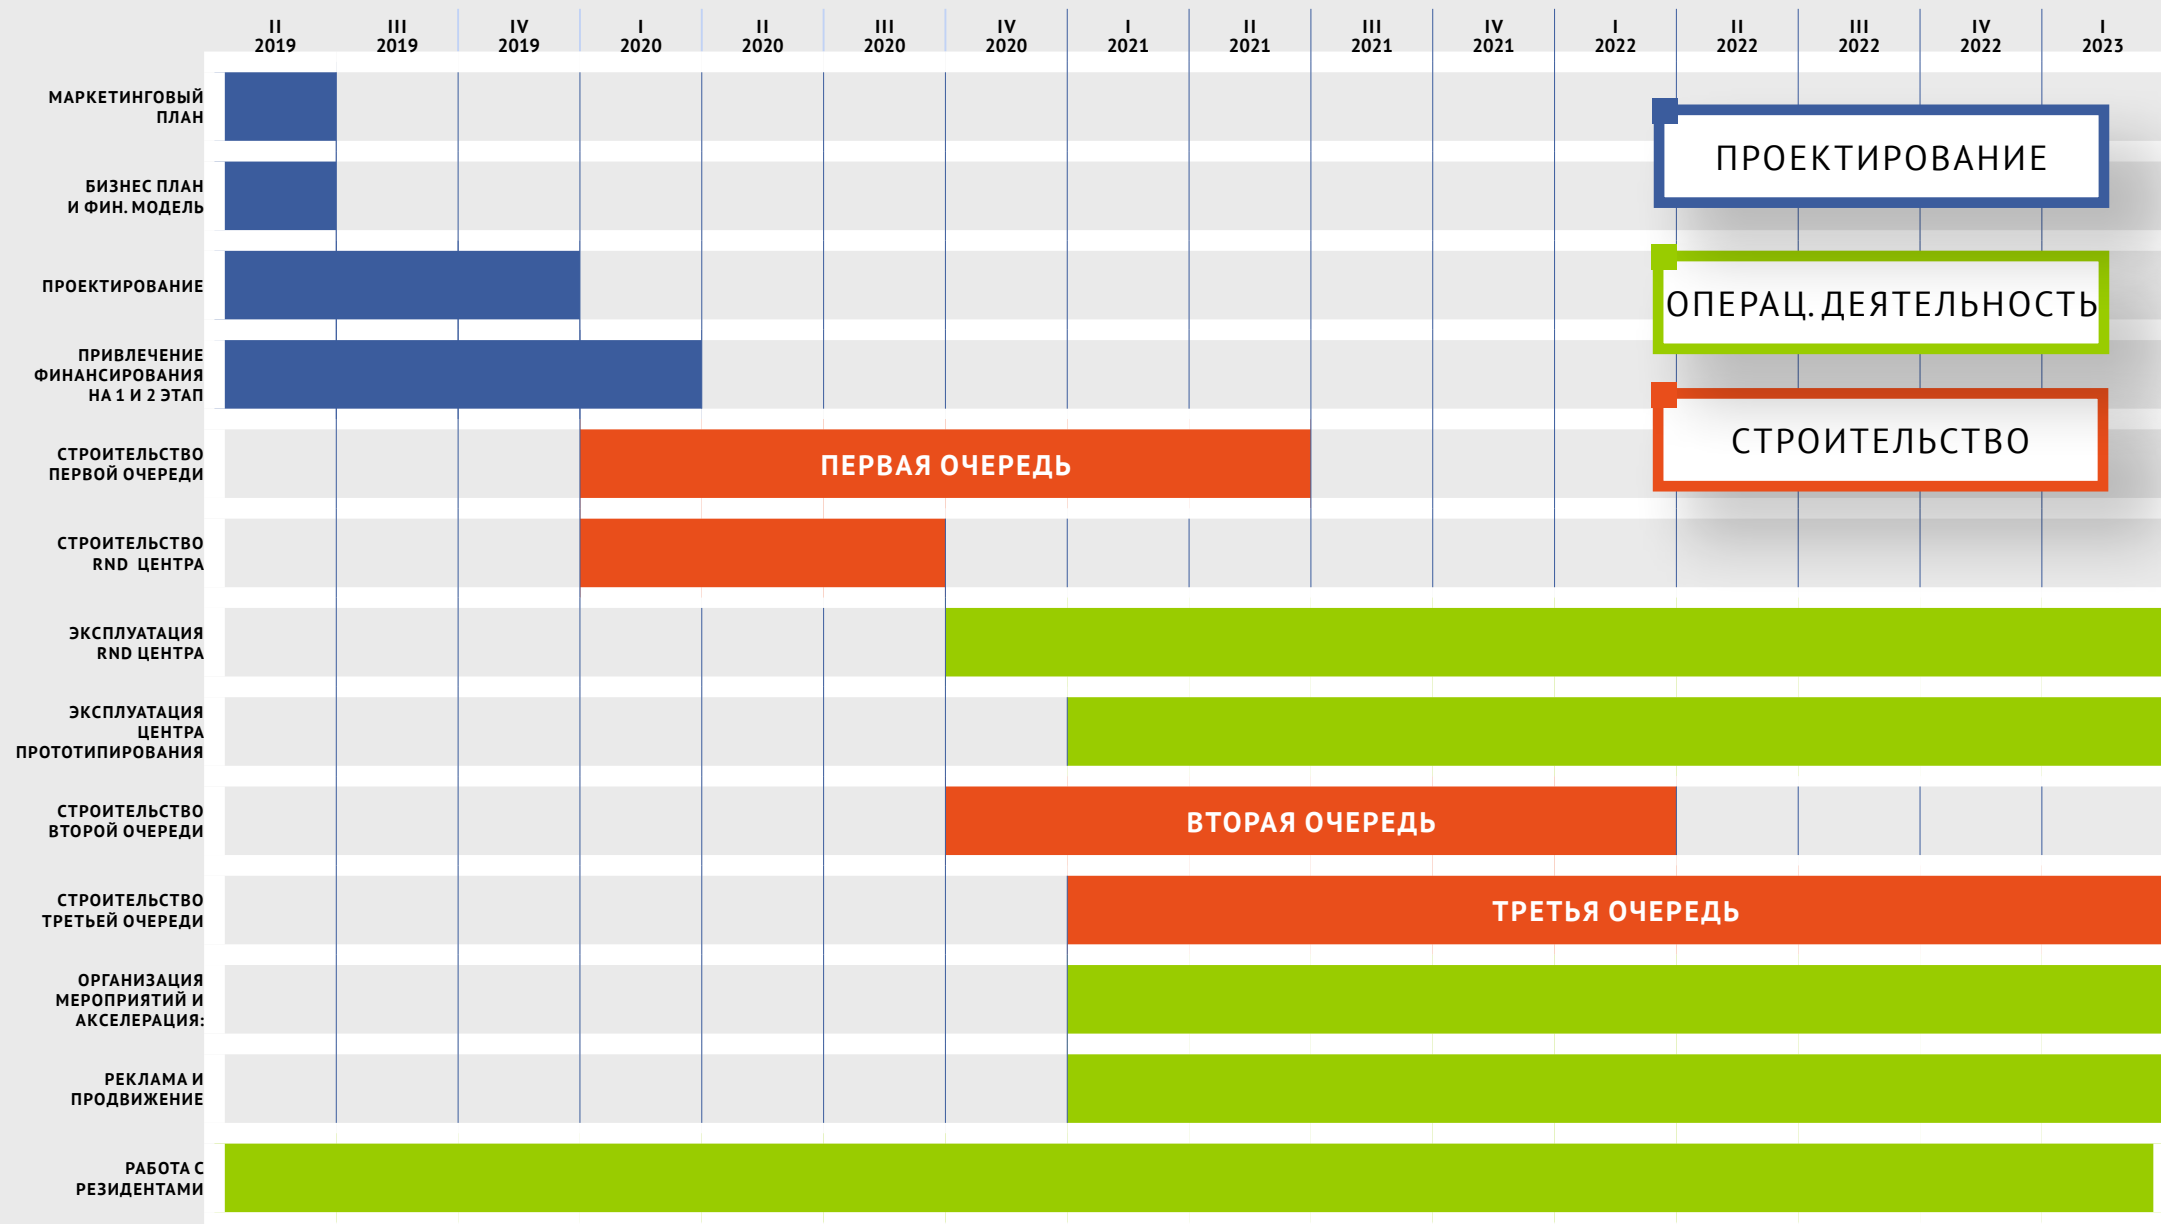 II III IV I II III IV I II III IV I II III IV I
2019 2019 2019 2020 2020 2020 2020 2021 2021 2021 2021 2022 2022 2022 2022 2023
МАРКЕТИНГОВЫЙ
ПЛАН
ПРОЕКТИРОВАНИЕ
БИЗНЕС ПЛАН
И ФИН. МОДЕЛЬ
ПРОЕКТИРОВАНИЕ
ОПЕРАЦ. ДЕЯТЕЛЬНОСТЬ
ПРИВЛЕЧЕНИЕ
ФИНАНСИРОВАНИЯ
НА 1 И 2 ЭТАП
СТРОИТЕЛЬСТВО
СТРОИТЕЛЬСТВО
ПЕРВОЙ ОЧЕРЕДИ
ПЕРВАЯ ОЧЕРЕДЬ
СТРОИТЕЛЬСТВО
RND ЦЕНТРА
ЭКСПЛУАТАЦИЯ
RND ЦЕНТРА
ЭКСПЛУАТАЦИЯ
ЦЕНТРА
ПРОТОТИПИРОВАНИЯ
СТРОИТЕЛЬСТВО
ВТОРОЙ ОЧЕРЕДИ
ВТОРАЯ ОЧЕРЕДЬ
СТРОИТЕЛЬСТВО
ТРЕТЬЕЙ ОЧЕРЕДИ
ТРЕТЬЯ ОЧЕРЕДЬ
ОРГАНИЗАЦИЯ
МЕРОПРИЯТИЙ И
АКСЕЛЕРАЦИЯ:
РЕКЛАМА И
ПРОДВИЖЕНИЕ
РАБОТА С
РЕЗИДЕНТАМИ